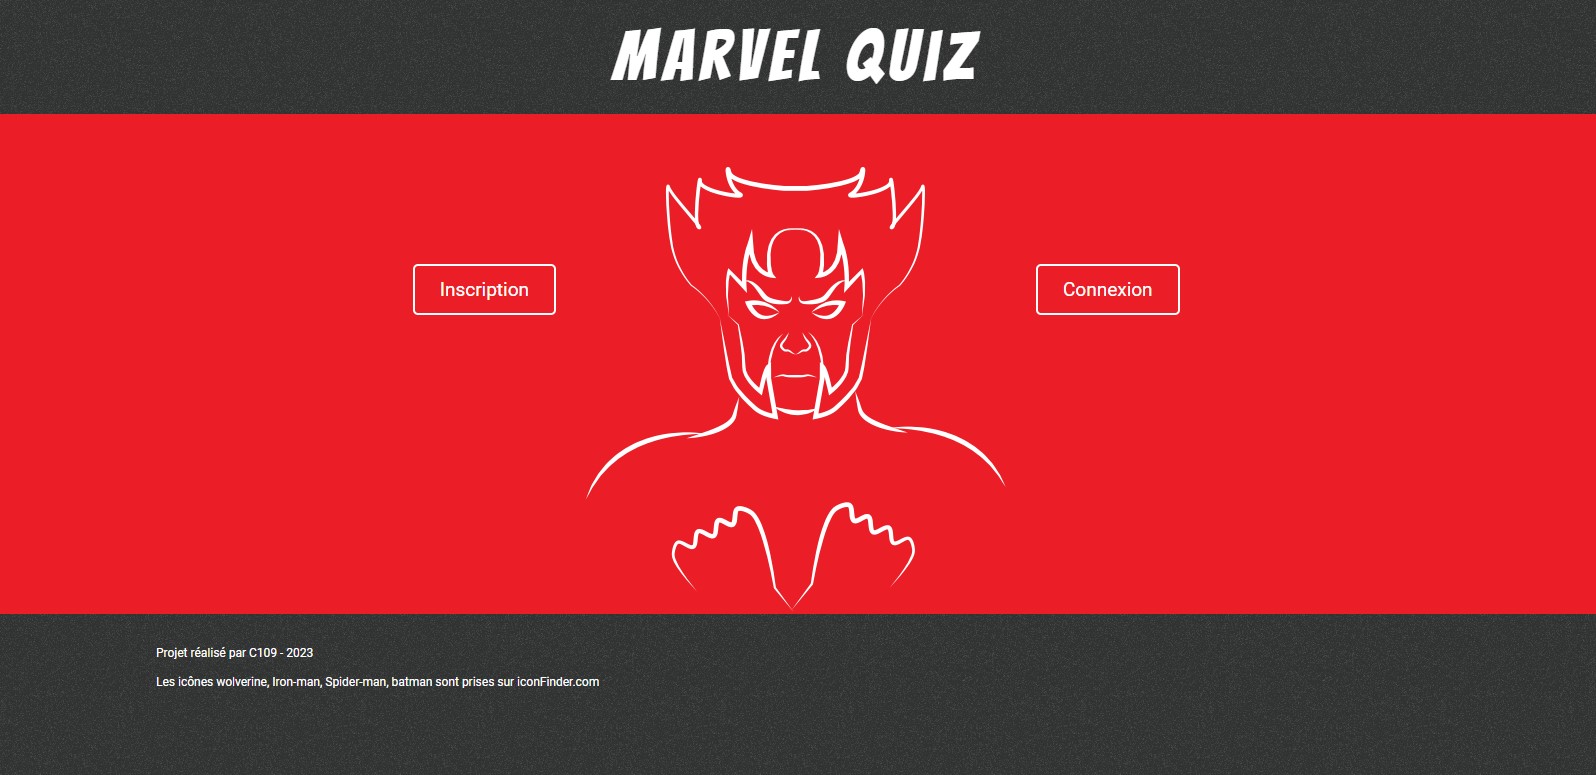 MARVEL QUIZ
Inscription
Connexion
Projet réalisé par C109 - 2023
Les icônes wolverine, Iron-man, Spider-man, batman sont prises sur iconFinder.com